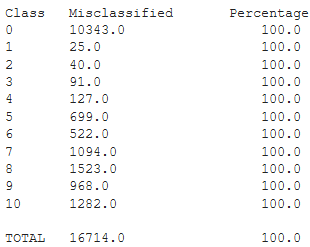 Class Misclassified Percentage
0 10343.0 100.0
1 25.0 100.0
2 40.0 100.0
3 91.0 100.0
4 127.0 100.0
5 699.0 100.0
6 522.0 100.0
7 1094.0 100.0
8 1523.0 100.0
9 968.0 100.0
10 1282.0 100.0
TOTAL 16714.0 100.0